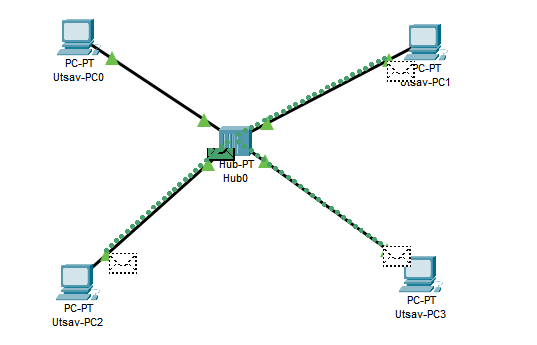 PC-PT
Utsav-PC0
PC-PT
Utsav-PC1
Hub-PT
Hub0
PC-PT
Utsav-PC2
PC-PT
Utsav-PC3